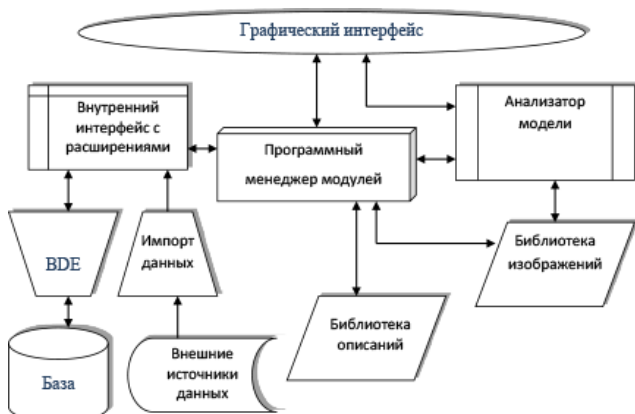 Графический интерфейс
Внутренний
интерфейс с
расширениями
Программный
менеджер модулей
Анализатор
модели
BDE
Импорт
данных
Библиотека
изображений
База
Внешние
источники
данных
Библиотека
описаний